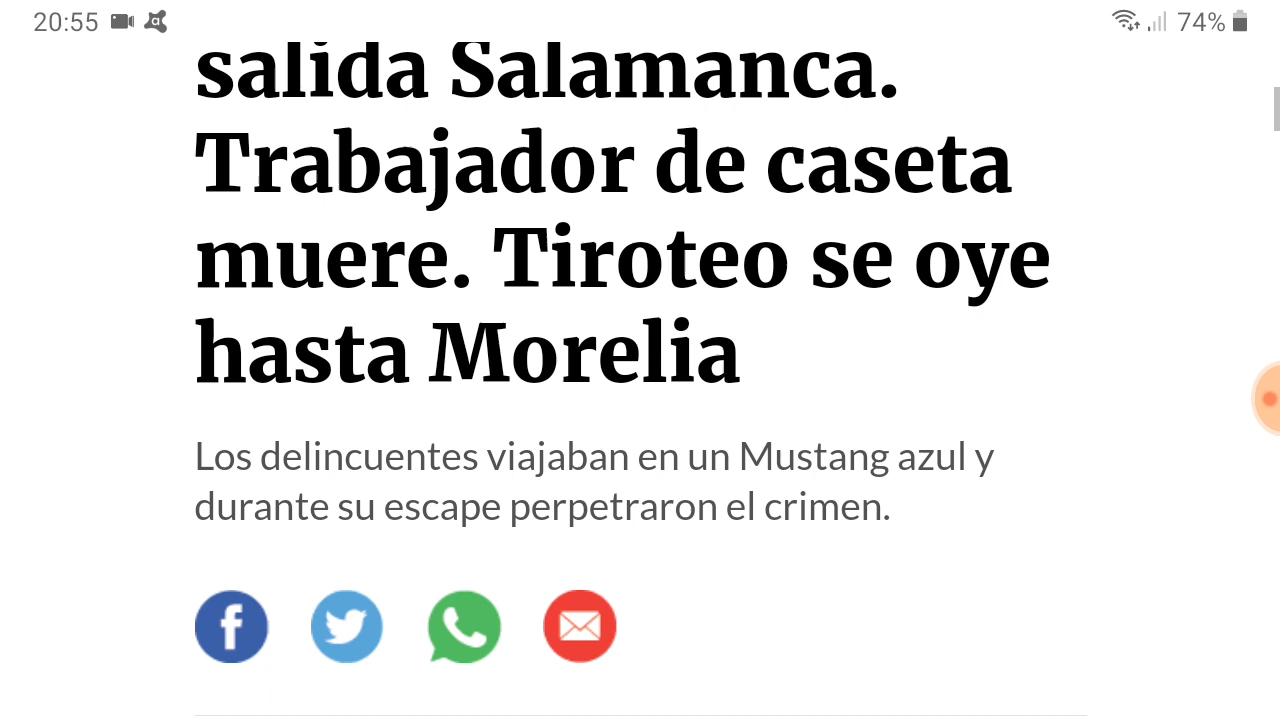 20:55
74%
salida Salamanca.
Trabajador de caseta
muere. Tiroteo se oye
hasta Morelia
Los delincuentes viajaban en un Mustang azul y
durante su escape perpetraron el crimen.